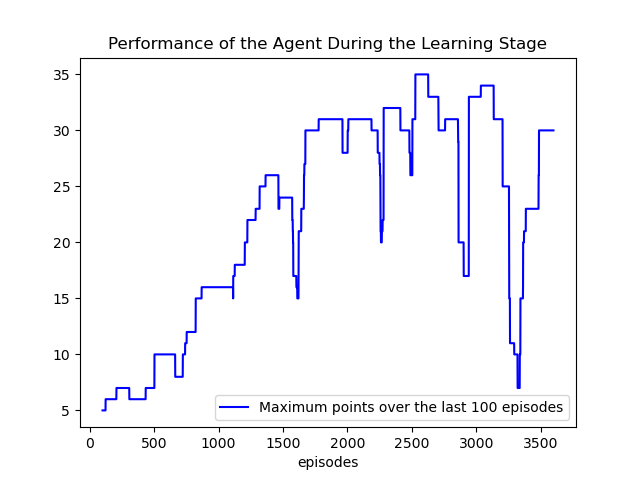 Performance of the Agent During the Learning Stage
35
30
25
20
15
10
5
Maximum points over the last 100 episodes
0 500 1000 1500 2000 2500 3000 3500
episodes